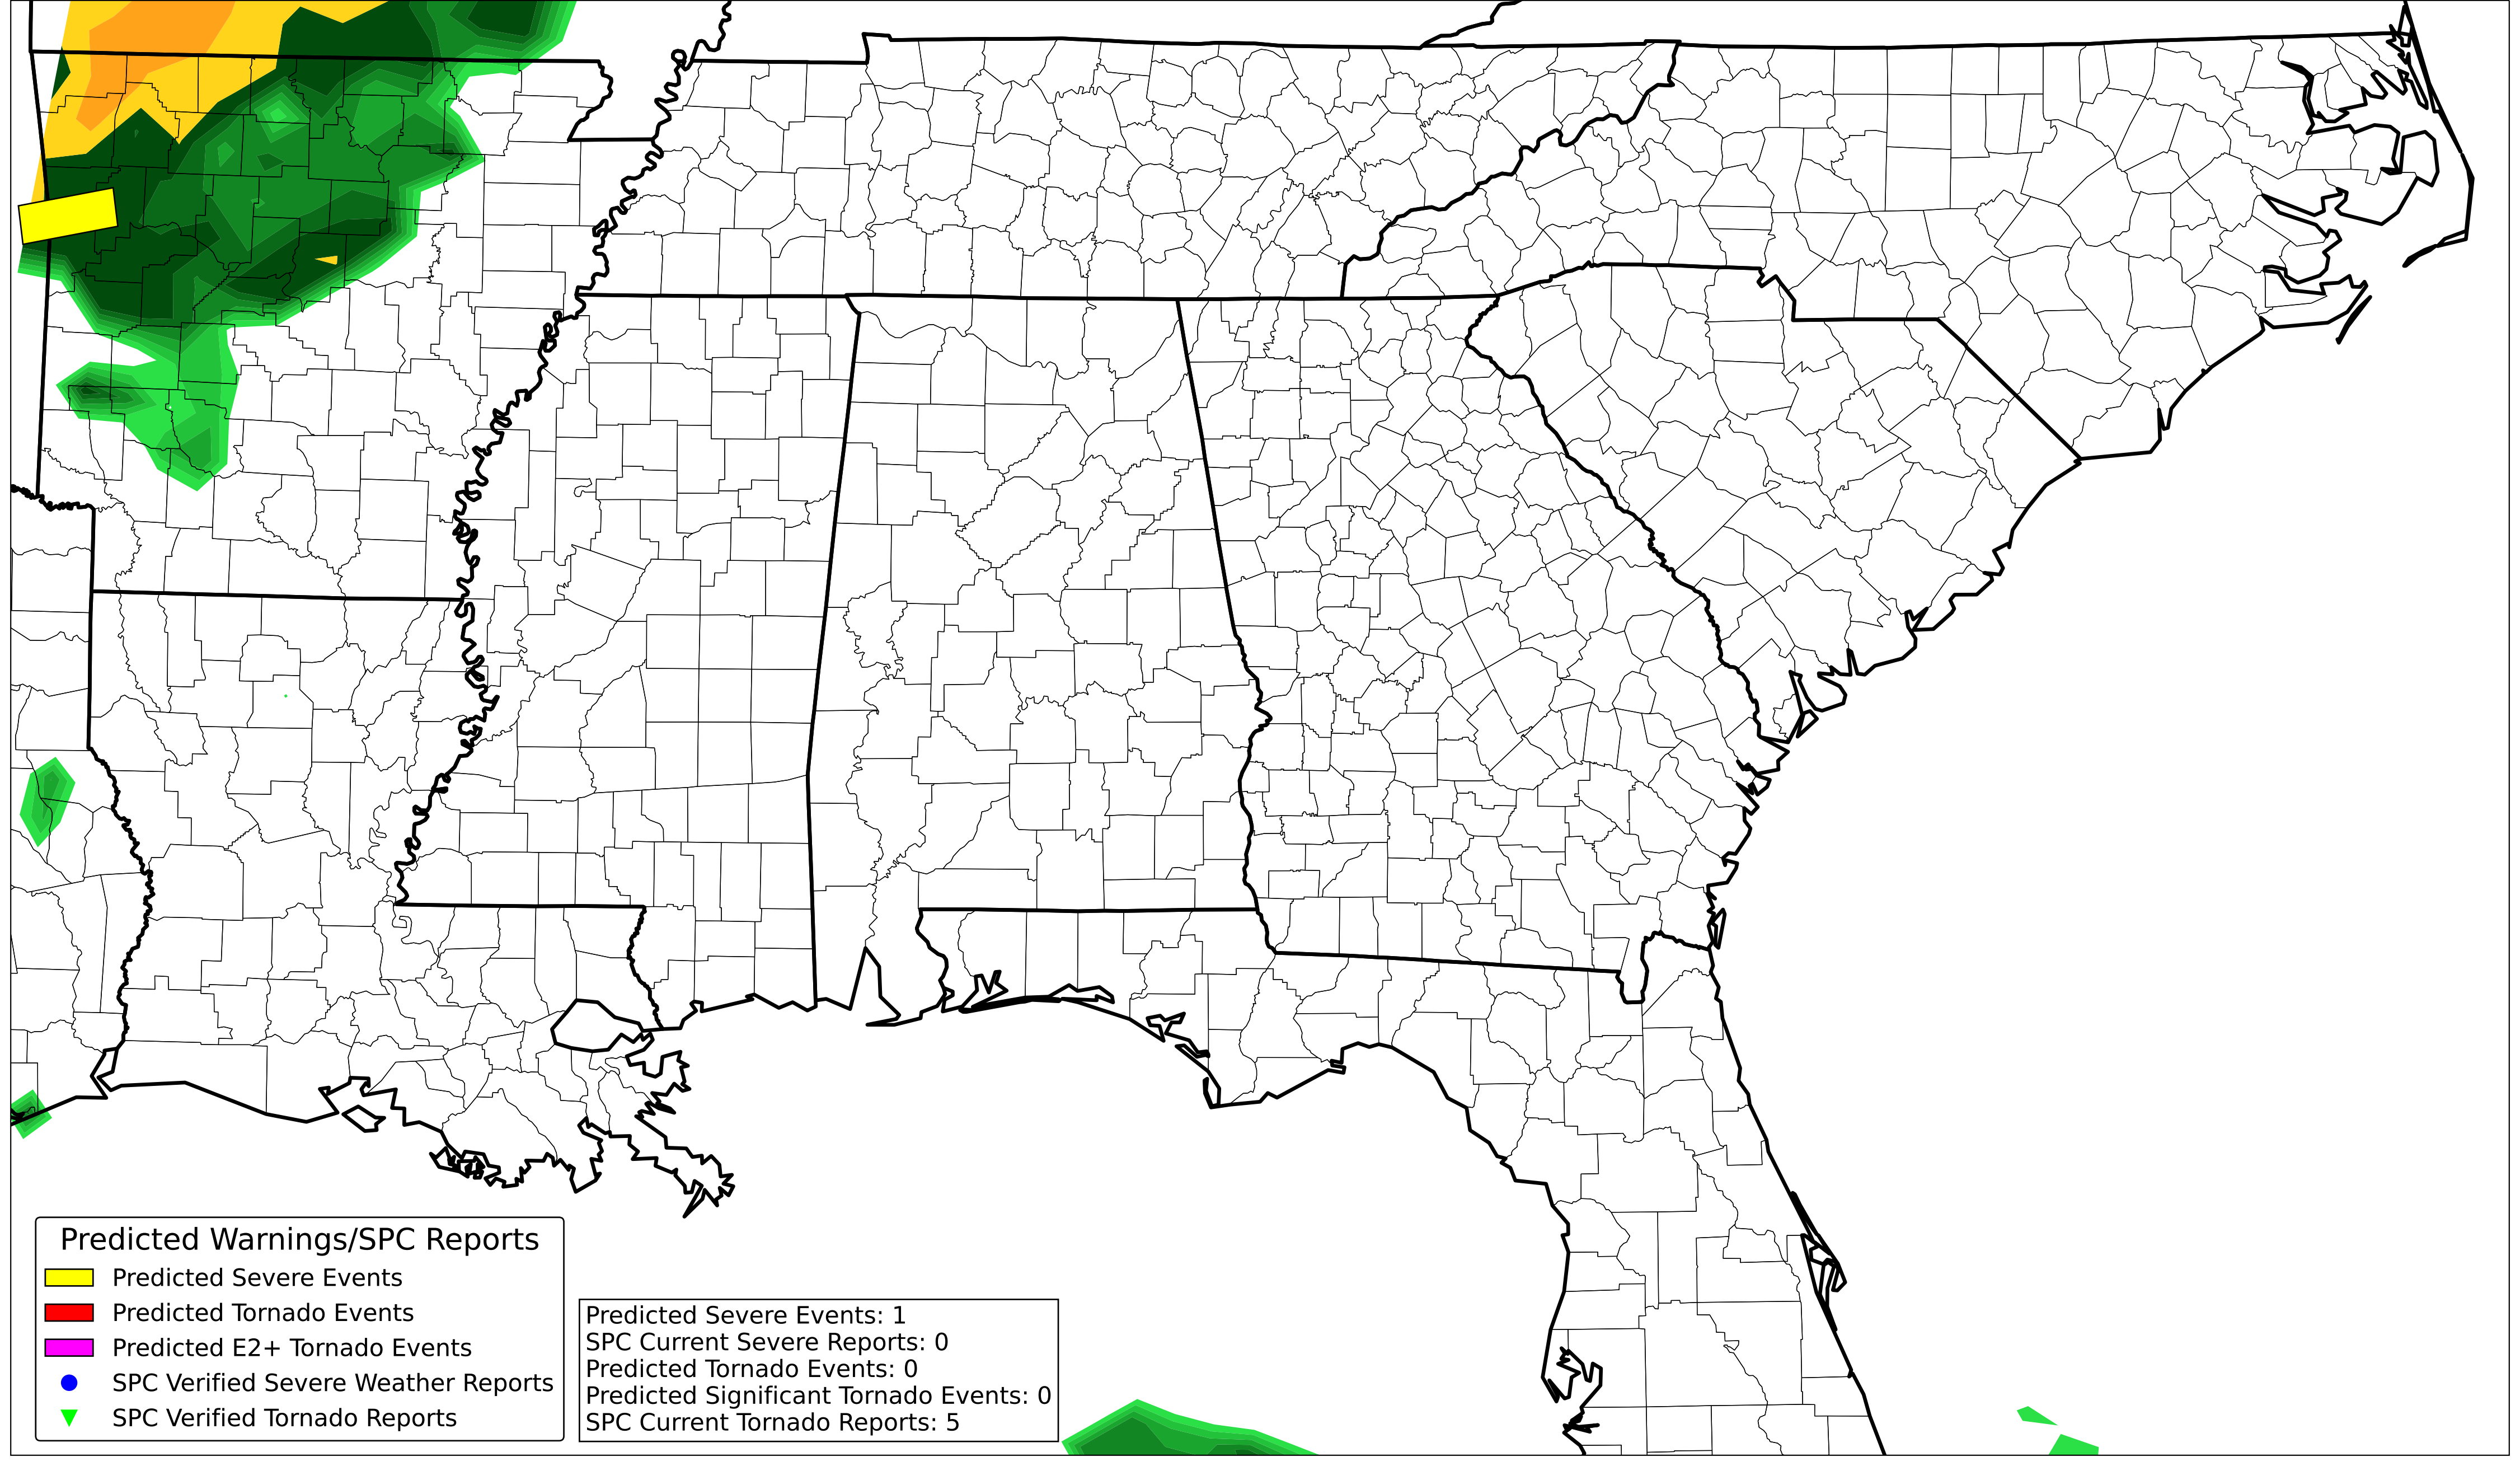 Predicted Warnings/SPC Reports
Predicted Severe Events
Predicted Tornado Events
Predicted E2+ Tornado Events
SPC Verified Severe Weather Reports
SPC Verified Tornado Reports
Predicted Severe Events: 1
SPC Current Severe Reports: 0
Predicted Tornado Events: 0
Predicted Significant Tornado Events: 0
SPC Current Tornado Reports: 5